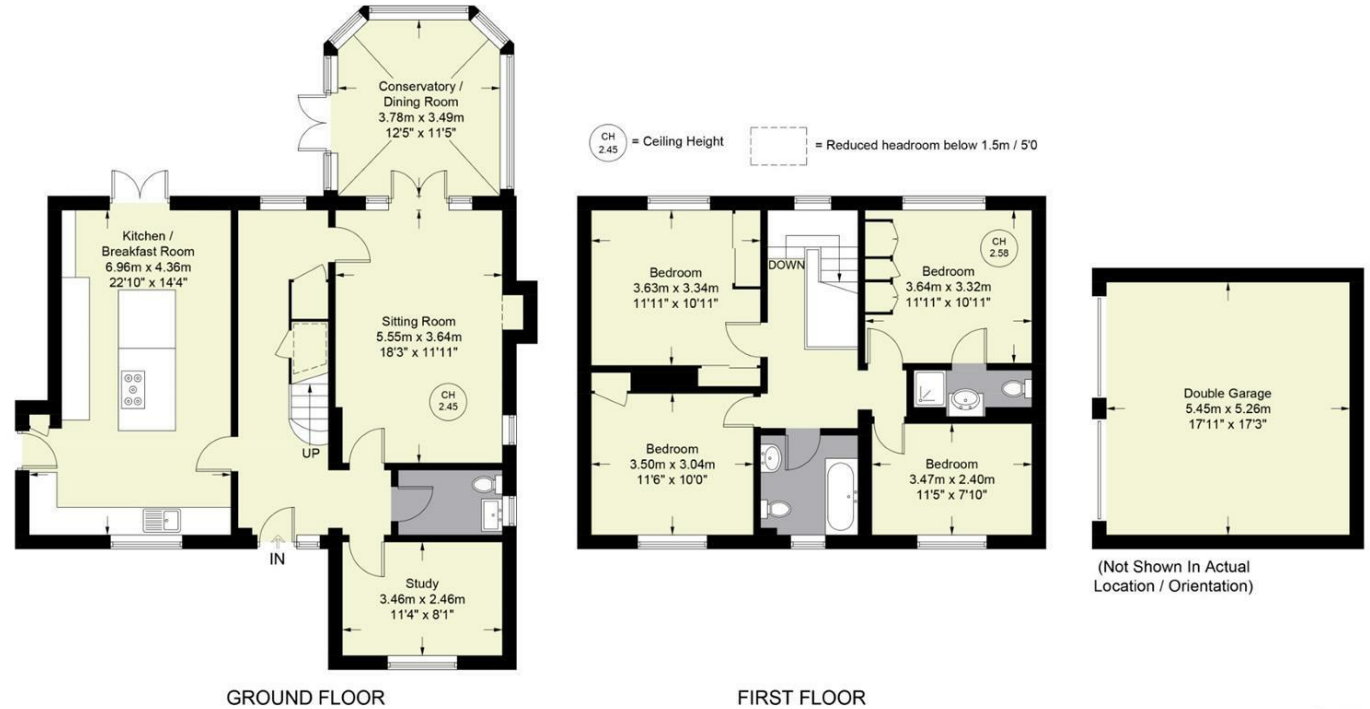 Conservatory /
Dining Room
3.78m x 3.49m
12'5" x 11'5"
CH
2.45
= Ceiling Height
= Reduced headroom below 1.5m / 5'0
Kitchen /
Breakfast Room
6.96m x 4.36m
22'10" x 14'4"
Sitting Room
5.55m x 3.64m
18'3" x 11'11"
CH
2.45
UP
IN
Study
3.46m x 2.46m
11'4" x 8'1"
GROUND FLOOR
Bedroom
3.63m x 3.34m
11'11" x 10'11"
DOWN
Bedroom
3.64m x 3.32m
11'11" x 10'11"
CH
2.58
Bedroom
3.50m x 3.04m
11'6" x 10'0"
Bedroom
3.47m x 2.40m
11'5" x 7'10"
FIRST FLOOR
Double Garage
5.45m x 5.26m
17'11" x 17'3"
(Not Shown In Actual
Location / Orientation)